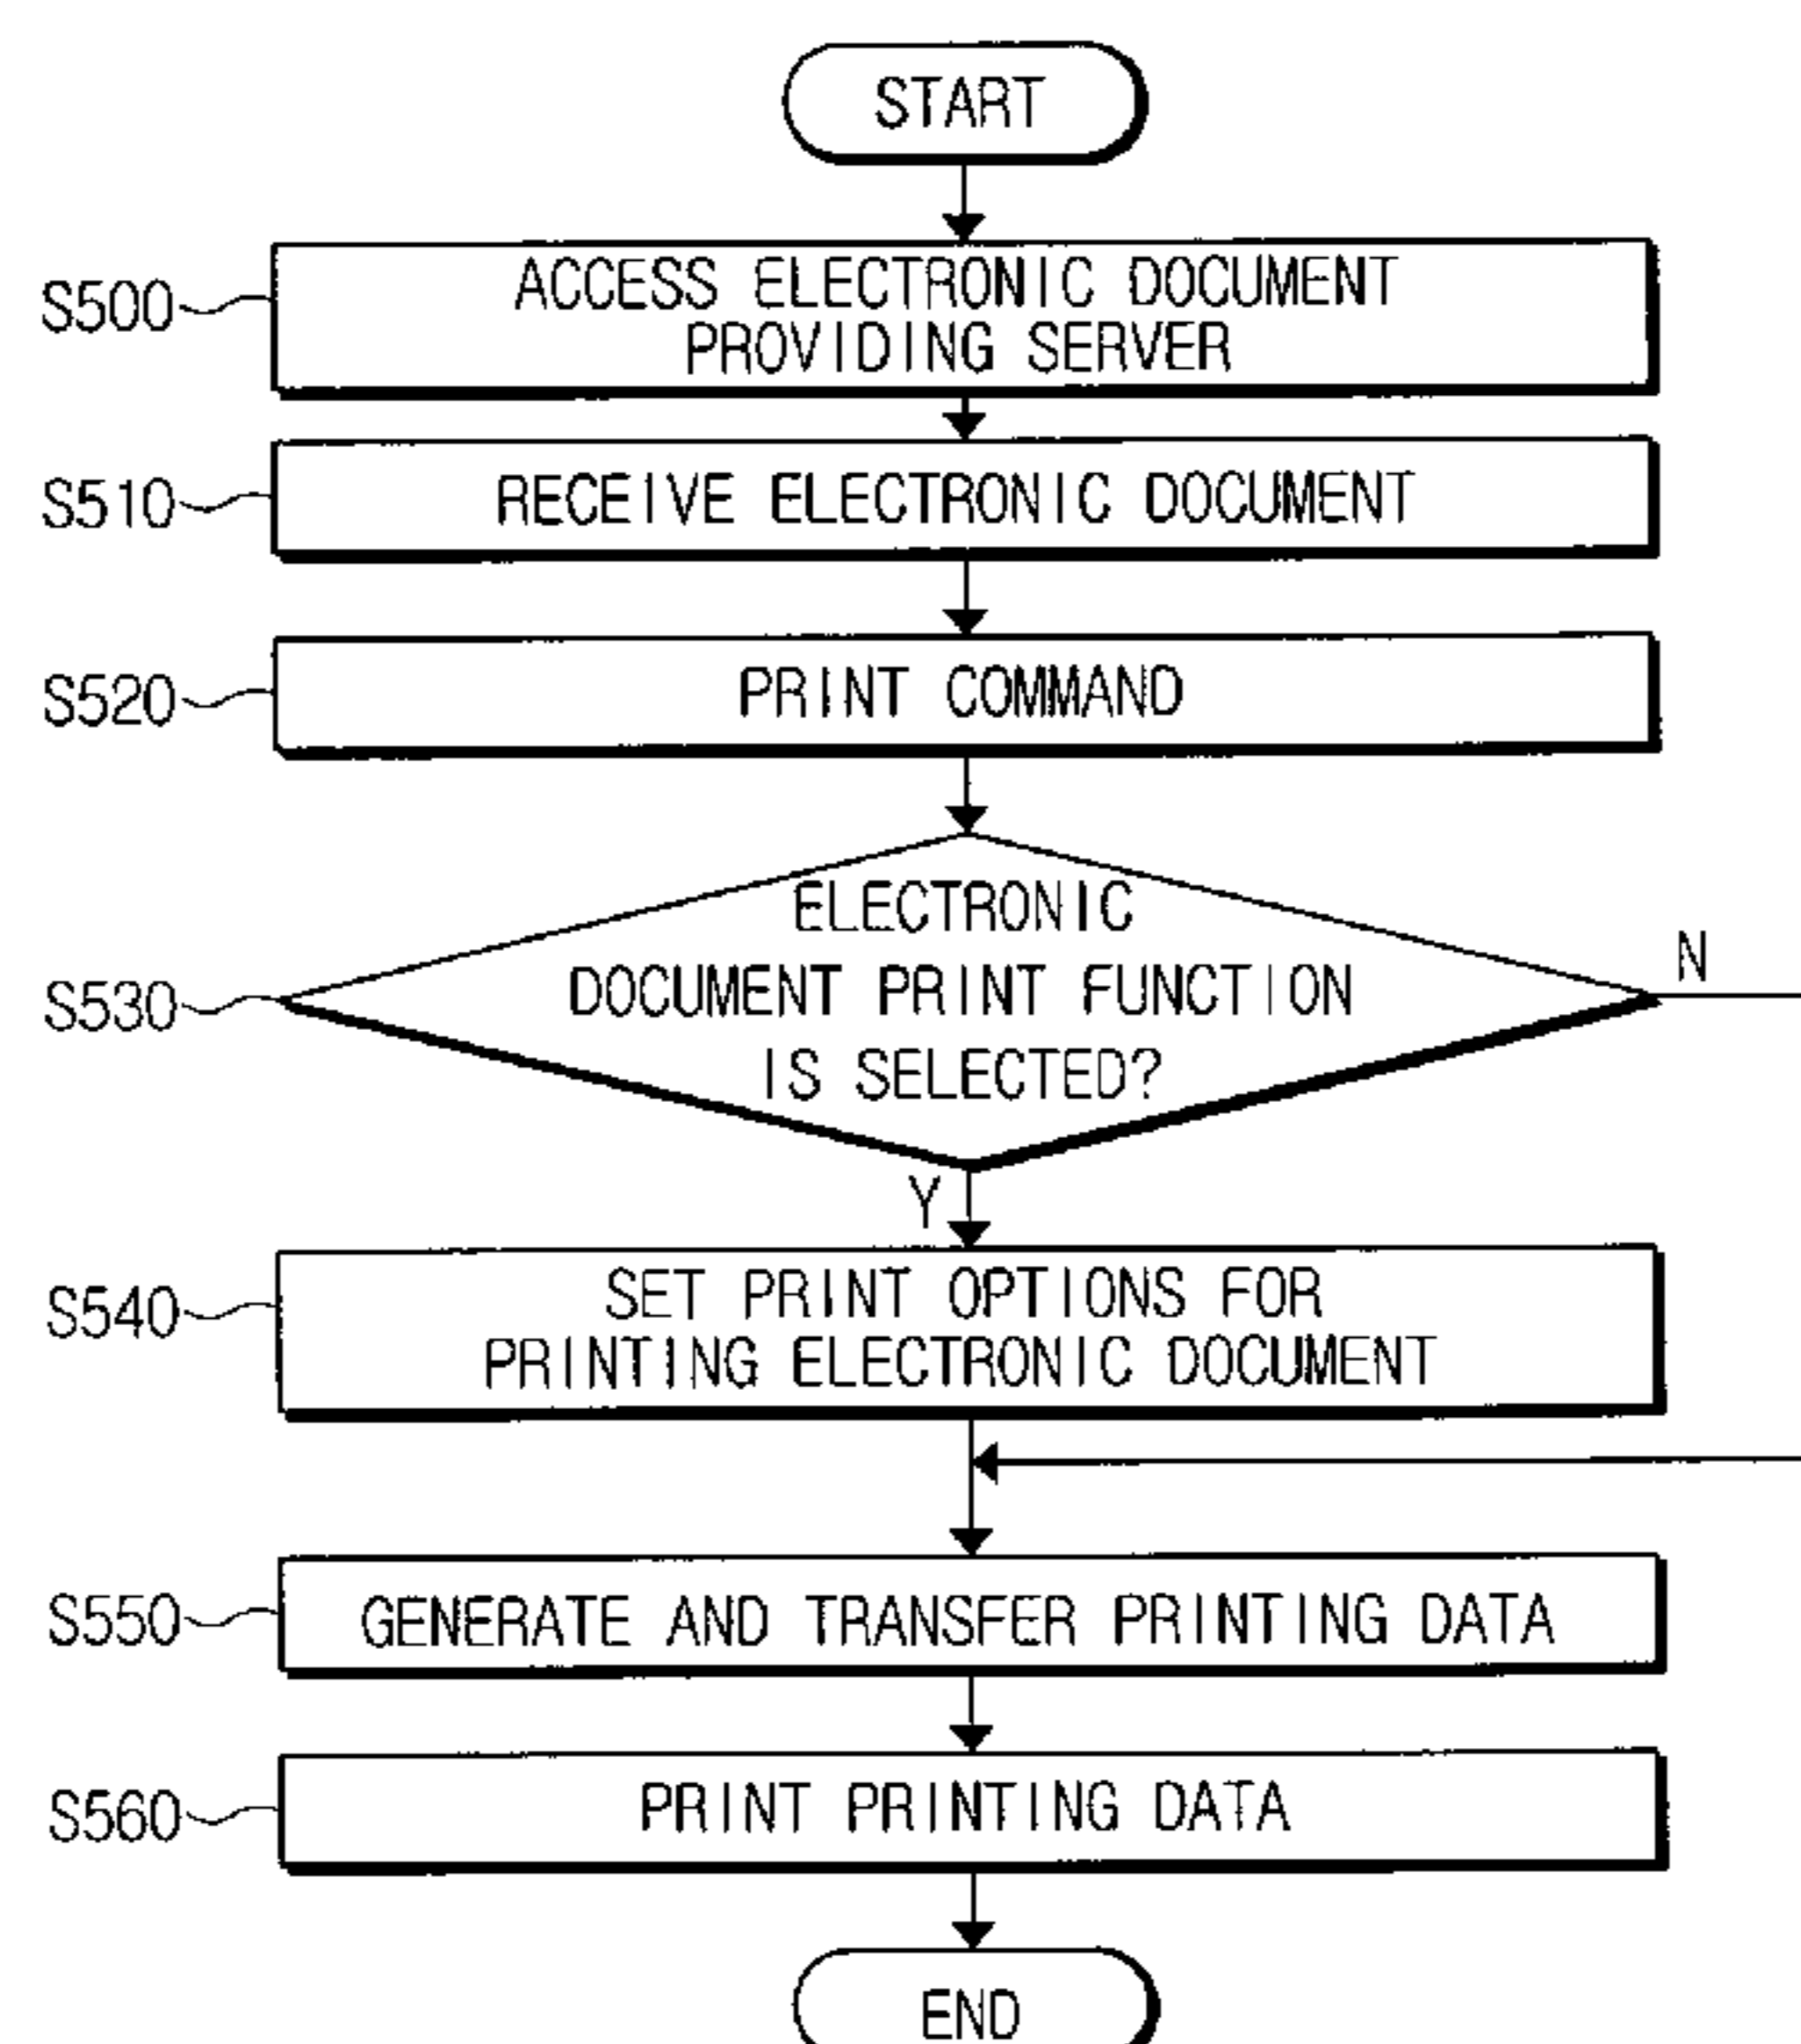 START
S500
ACCESS ELECTRONIC DOCUMENT
PROVIDING SERVER
S510
RECEIVE ELECTRONIC DOCUMENT
S520
PRINT COMMAND
S530
ELECTRONIC
DOCUMENT PRINT FUNCTION
IS SELECTED?
N
Y
S540
SET PRINT OPTIONS FOR
PRINTING ELECTRONIC DOCUMENT
S550
GENERATE AND TRANSFER PRINTING DATA
S560
PRINT PRINTING DATA
END